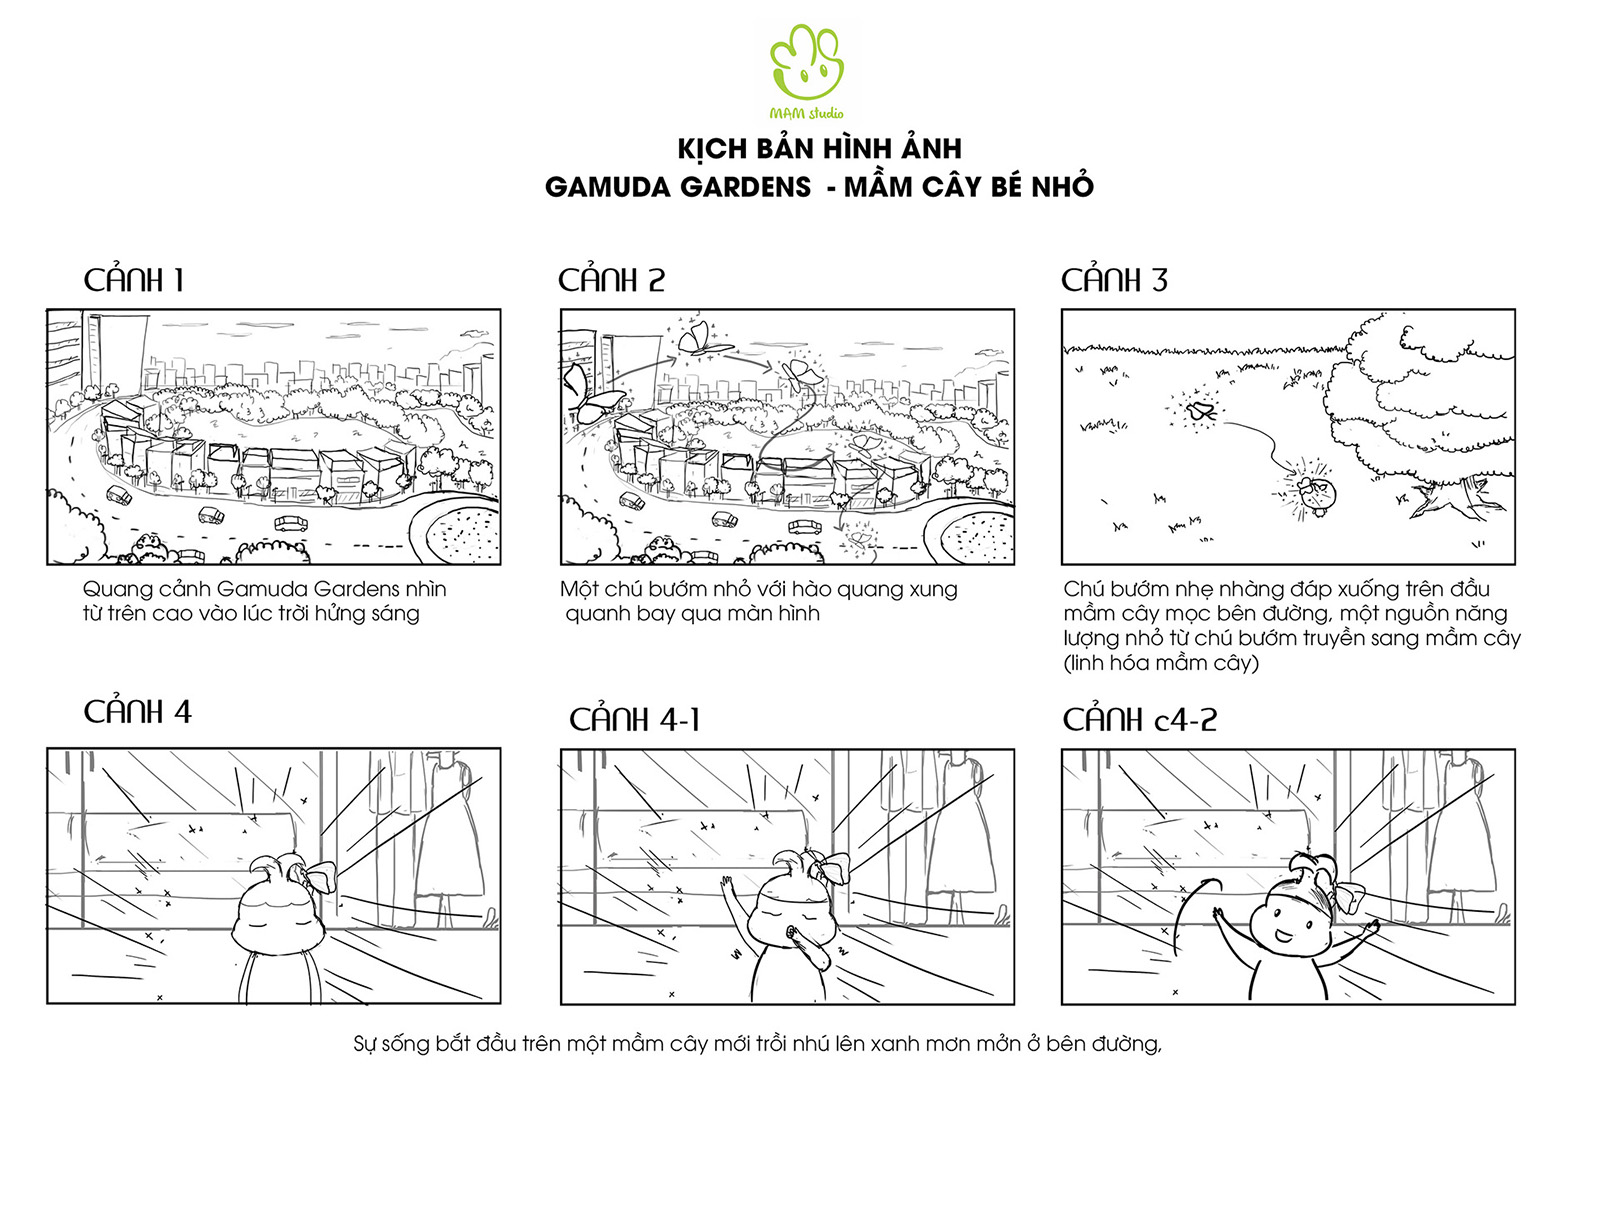 MAM studio
KỊCH BẢN HÌNH ẢNH
GAMUDA GARDENS - MẦM CÂY BÉ NHỎ
CẢNH 1
CẢNH 2
CẢNH 3
Quang cảnh Gamuda Gardens nhìn
từ trên cao vào lúc trời hửng sáng
Một chú bướm nhỏ với hào quang xung
quanh bay qua màn hình
Chú bướm nhẹ nhàng đáp xuống trên đầu
mầm cây mọc bên đường, một nguồn năng
lượng nhỏ từ chú bướm truyền sang mầm cây
(linh hóa mầm cây)
CẢNH 4
CẢNH 4-1
CẢNH c4-2
Sự sống bắt đầu trên một mầm cây mới trồi nhú lên xanh mơn mởn ở bên đường,